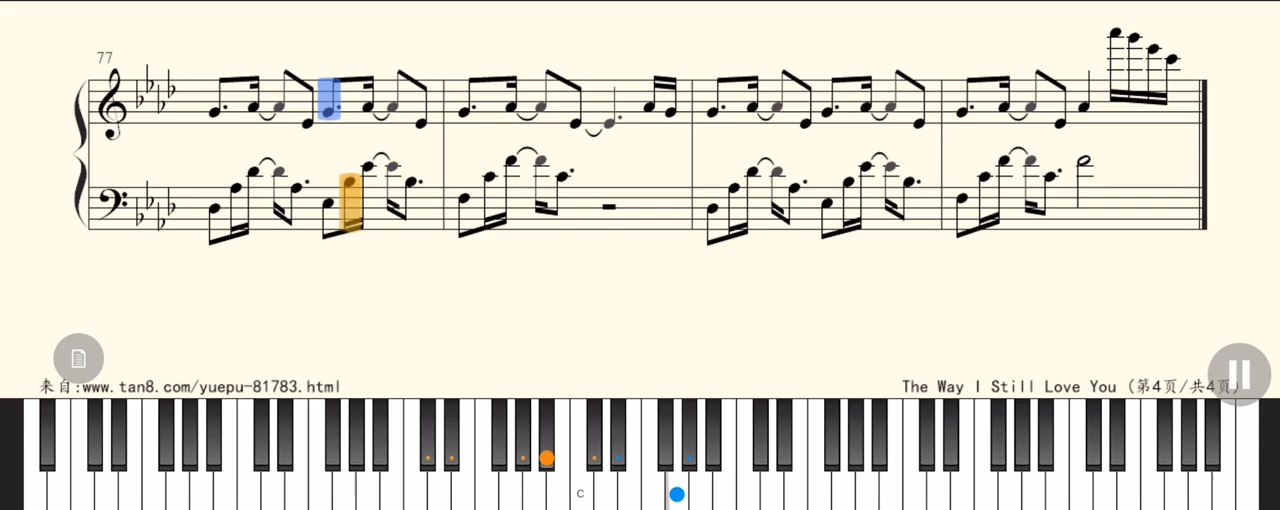 77
来自:www.tan8.com/yuepu-81783.html
The Way I Still Love You (第4页/共4页)
C